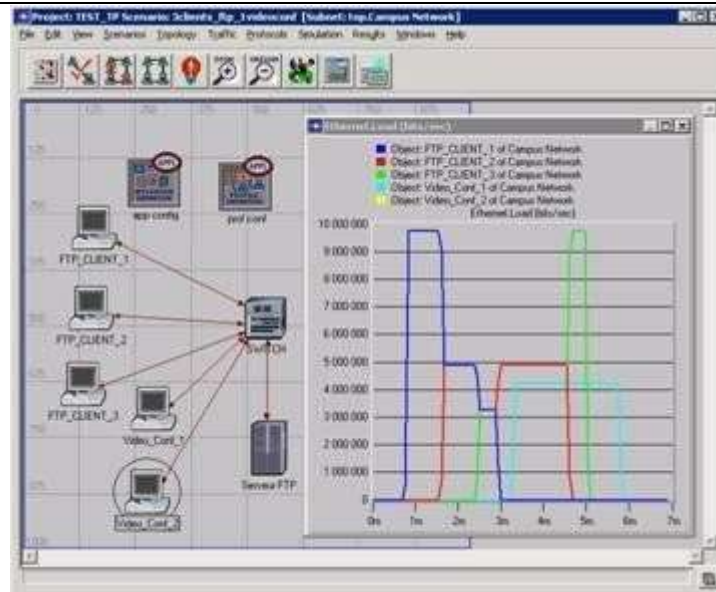 Project: TEST_TP Scenario: 3clients_ftp_1videoconf [Subnet: top.Campus Network]
File Edit View Scenarios Topology Traffic Protocols Simulation Results Windows Help
Ethernet.Load (bits/sec)
Object: FTP_CLIENT_1 of Campus Network
Object: FTP_CLIENT_2 of Campus Network
Object: FTP_CLIENT_3 of Campus Network
Object: Video_Conf_1 of Campus Network
Object: Video_Conf_2 of Campus Network
Ethernet.Load (bits/sec)
10 000 000
9 000 000
8 000 000
7 000 000
6 000 000
5 000 000
4 000 000
3 000 000
2 000 000
1 000 000
0
0m 1m 2m 3m 4m 5m 6m 7m
APPL
app config
APPL
prof conf
FTP_CLIENT_1
FTP_CLIENT_2
SWITCH
FTP_CLIENT_3
Video_Conf_1
Serveur FTP
Video_Conf_2